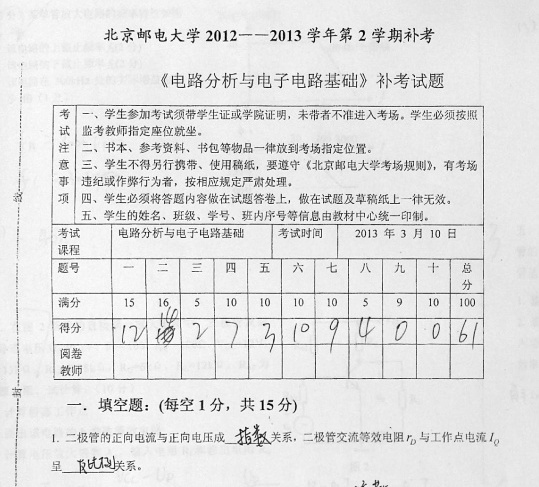 北京邮电大学 2012——2013 学年第 2 学期补考
《电路分析与电子电路基础》补考试题
考试注意事项
一、学生参加考试须带学生证或学院证明，未带者不准进入考场。学生必须按照
监考教师指定座位就坐。
二、书本、参考资料、书包等物品一律放到考场指定位置。
三、学生不得另行携带、使用稿纸，要遵守《北京邮电大学考场规则》，有考场
违纪或作弊行为者，按相应规定严肃处理。
四、学生必须将答题内容做在试题答卷上，做在试题及草稿纸上一律无效。
五、学生的姓名、班级、学号、班内序号等信息由教材中心统一印制。
考试课程 电路分析与电子电路基础 考试时间 2013 年 3 月 10 日
题号 一 二 三 四 五 六 七 八 九 十 总分
满分 15 16 5 10 10 10 10 5 9 10 100
得分 12 14 2 7 3 10 9 4 0 0 61
阅卷教师
一．填空题：(每空 1 分，共 15 分)
1. 二极管的正向电流与正向电压成 指数 关系，二极管交流等效电阻 r_D 与工作点电流 I_Q
呈 反比例 关系。
封